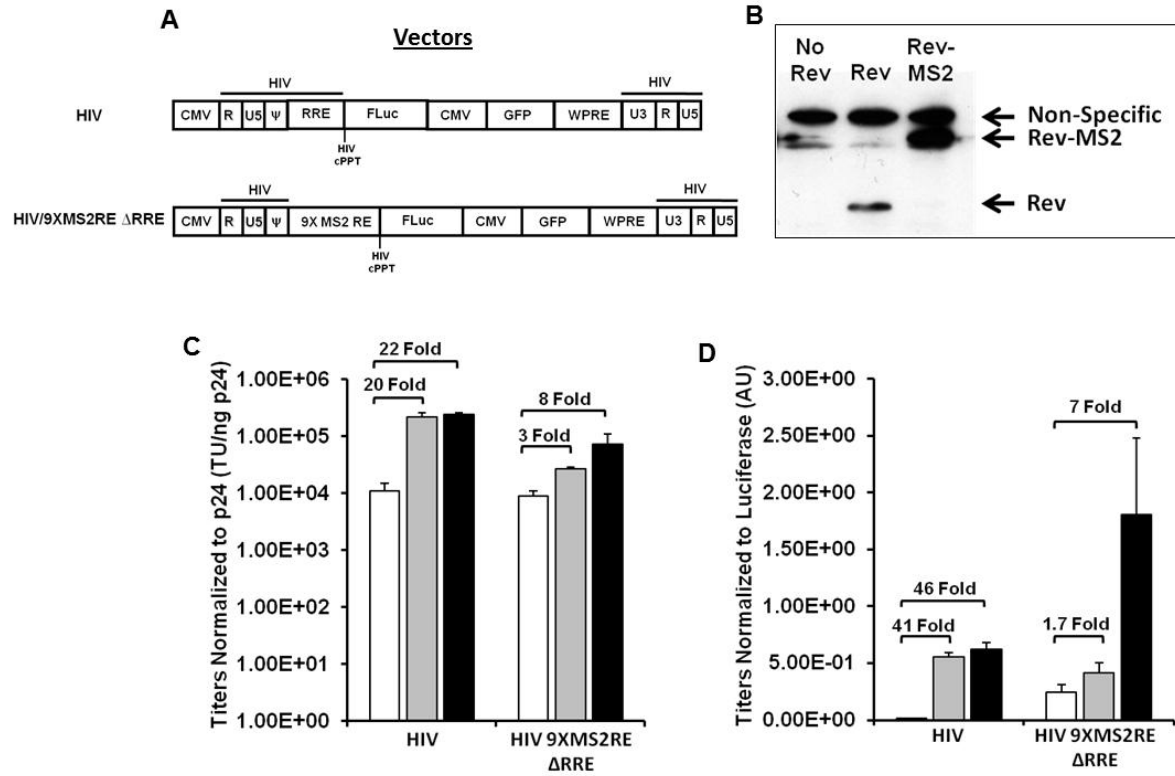 A
Vectors
HIV
HIV
HIV
CMV R U5 Ψ RRE FLuc CMV GFP WPRE U3 R U5
HIV
cPPT
HIV
HIV
HIV/9XMS2RE ΔRRE
CMV R U5 Ψ 9X MS2 RE FLuc CMV GFP WPRE U3 R U5
HIV
cPPT
B
No
Rev
Rev
Rev-
MS2
Non-Specific
Rev-MS2
Rev
C
Titers Normalized to p24 (TU/ng p24)
1.00E+06
1.00E+05
1.00E+04
1.00E+03
1.00E+02
1.00E+01
1.00E+00
22 Fold
20 Fold
8 Fold
3 Fold
HIV
HIV 9XMS2RE
ΔRRE
D
Titers Normalized to Luciferase (AU)
3.00E+00
2.50E+00
2.00E+00
1.50E+00
1.00E+00
5.00E-01
0.00E+00
46 Fold
41 Fold
7 Fold
1.7 Fold
HIV
HIV 9XMS2RE
ΔRRE